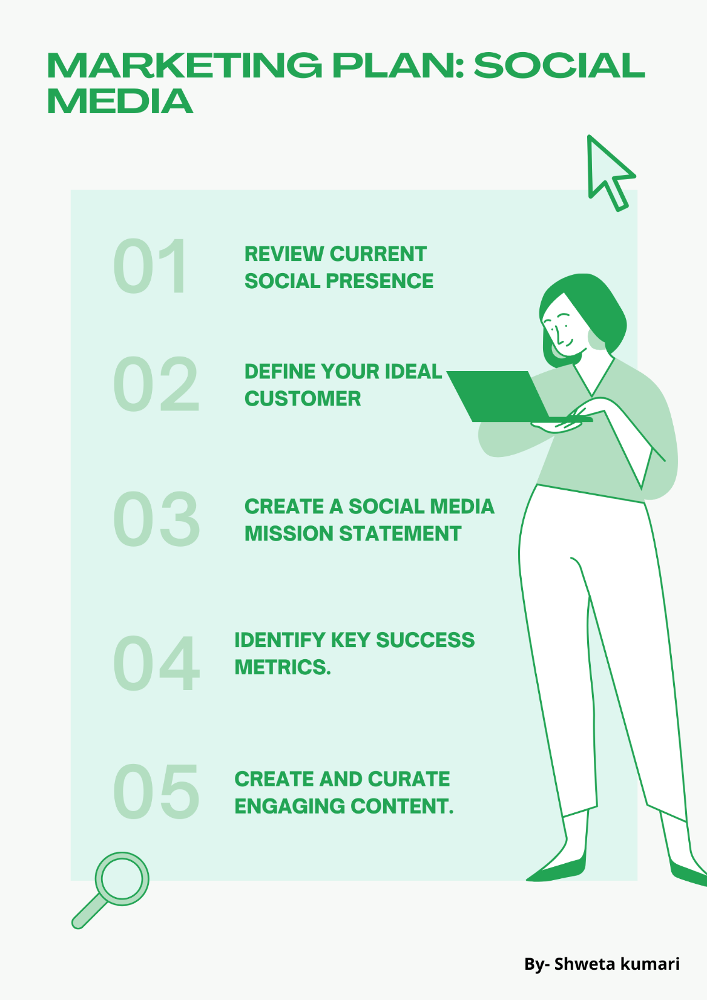 MARKETING PLAN: SOCIAL
MEDIA
01
REVIEW CURRENT
SOCIAL PRESENCE
02
DEFINE YOUR IDEAL
CUSTOMER
03
CREATE A SOCIAL MEDIA
MISSION STATEMENT
04
IDENTIFY KEY SUCCESS
METRICS.
05
CREATE AND CURATE
ENGAGING CONTENT.
By- Shweta kumari